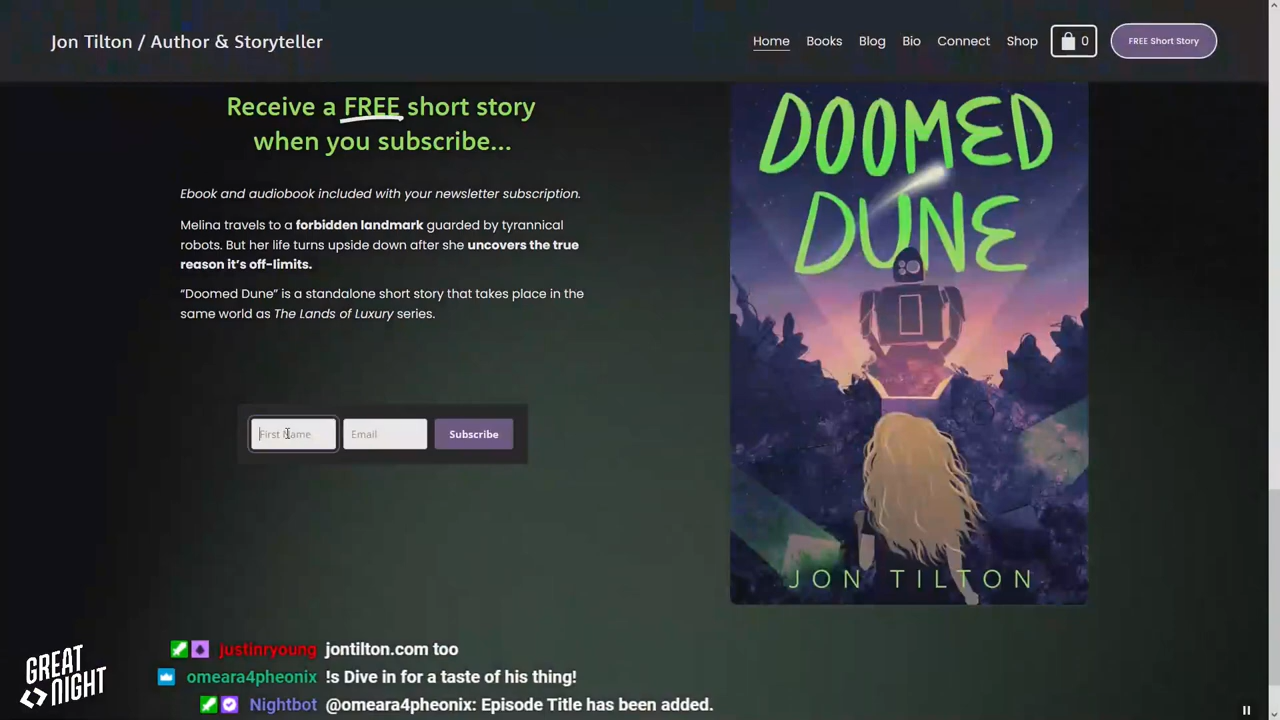 Jon Tilton / Author & Storyteller
Home Books Blog Bio Connect Shop 0 FREE Short Story
Receive a FREE short story
when you subscribe...
Ebook and audiobook included with your newsletter subscription.
Melina travels to a forbidden landmark guarded by tyrannical
robots. But her life turns upside down after she uncovers the true
reason it's off-limits.
“Doomed Dune” is a standalone short story that takes place in the
same world as The Lands of Luxury series.
First Name Email Subscribe
DOOMED
DUNE
JON TILTON
GREAT
NIGHT
justinryoung jontilton.com too
omeara4pheonix !s Dive in for a taste of his thing!
Nightbot @omeara4pheonix: Episode Title has been added.